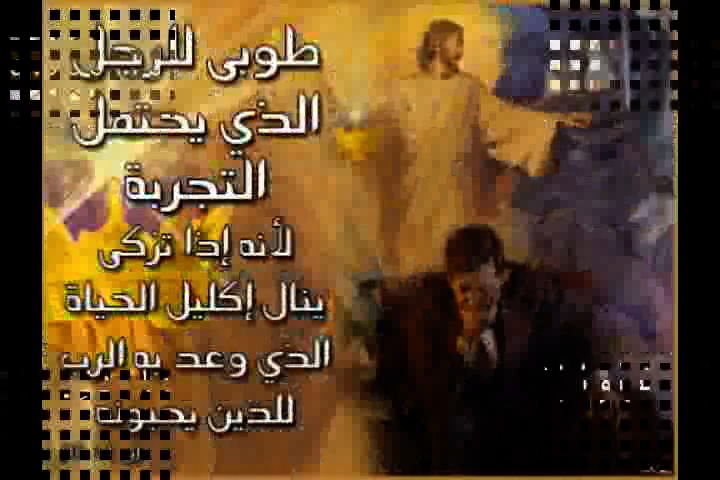 طوبى للرجل
الذي يحتمل
التجربة
لأنه إذا تزكى
ينال إكليل الحياة
الذي وعد به الرب
للذين يحبونه